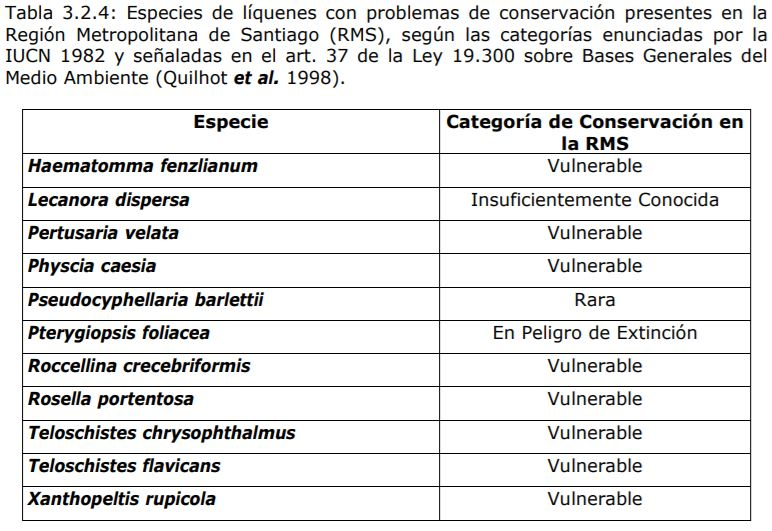 Tabla 3.2.4: Especies de líquenes con problemas de conservación presentes en la
Región Metropolitana de Santiago (RMS), según las categorías enunciadas por la
IUCN 1982 y señaladas en el art. 37 de la Ley 19.300 sobre Bases Generales del
Medio Ambiente (Quilhot et al. 1998).
Especie Categoría de Conservación en
la RMS
Haematomma fenzlianum Vulnerable
Lecanora dispersa Insuficientemente Conocida
Pertusaria velata Vulnerable
Physcia caesia Vulnerable
Pseudocyphellaria barlettii Rara
Pterygiopsis foliacea En Peligro de Extinción
Roccellina crecebriformis Vulnerable
Rosella portentosa Vulnerable
Teloschistes chrysophthalmus Vulnerable
Teloschistes flavicans Vulnerable
Xanthopeltis rupicola Vulnerable